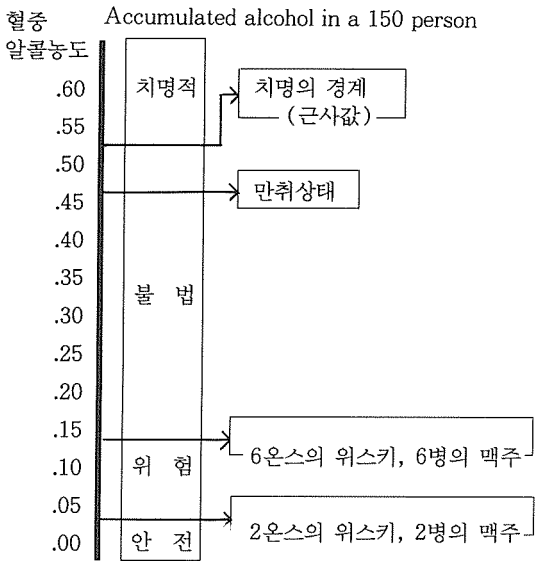 혈중 Accumulated alcohol in a 150 person
알콜농도
.60 치명적 치명의 경계
(근사값)
.55
.50
만취상태
.45
.40
.35
불 법
.30
.25
.20
.15
6온스의 위스키, 6병의 맥주
.10 위 험
.05
2온스의 위스키, 2병의 맥주
.00 안 전